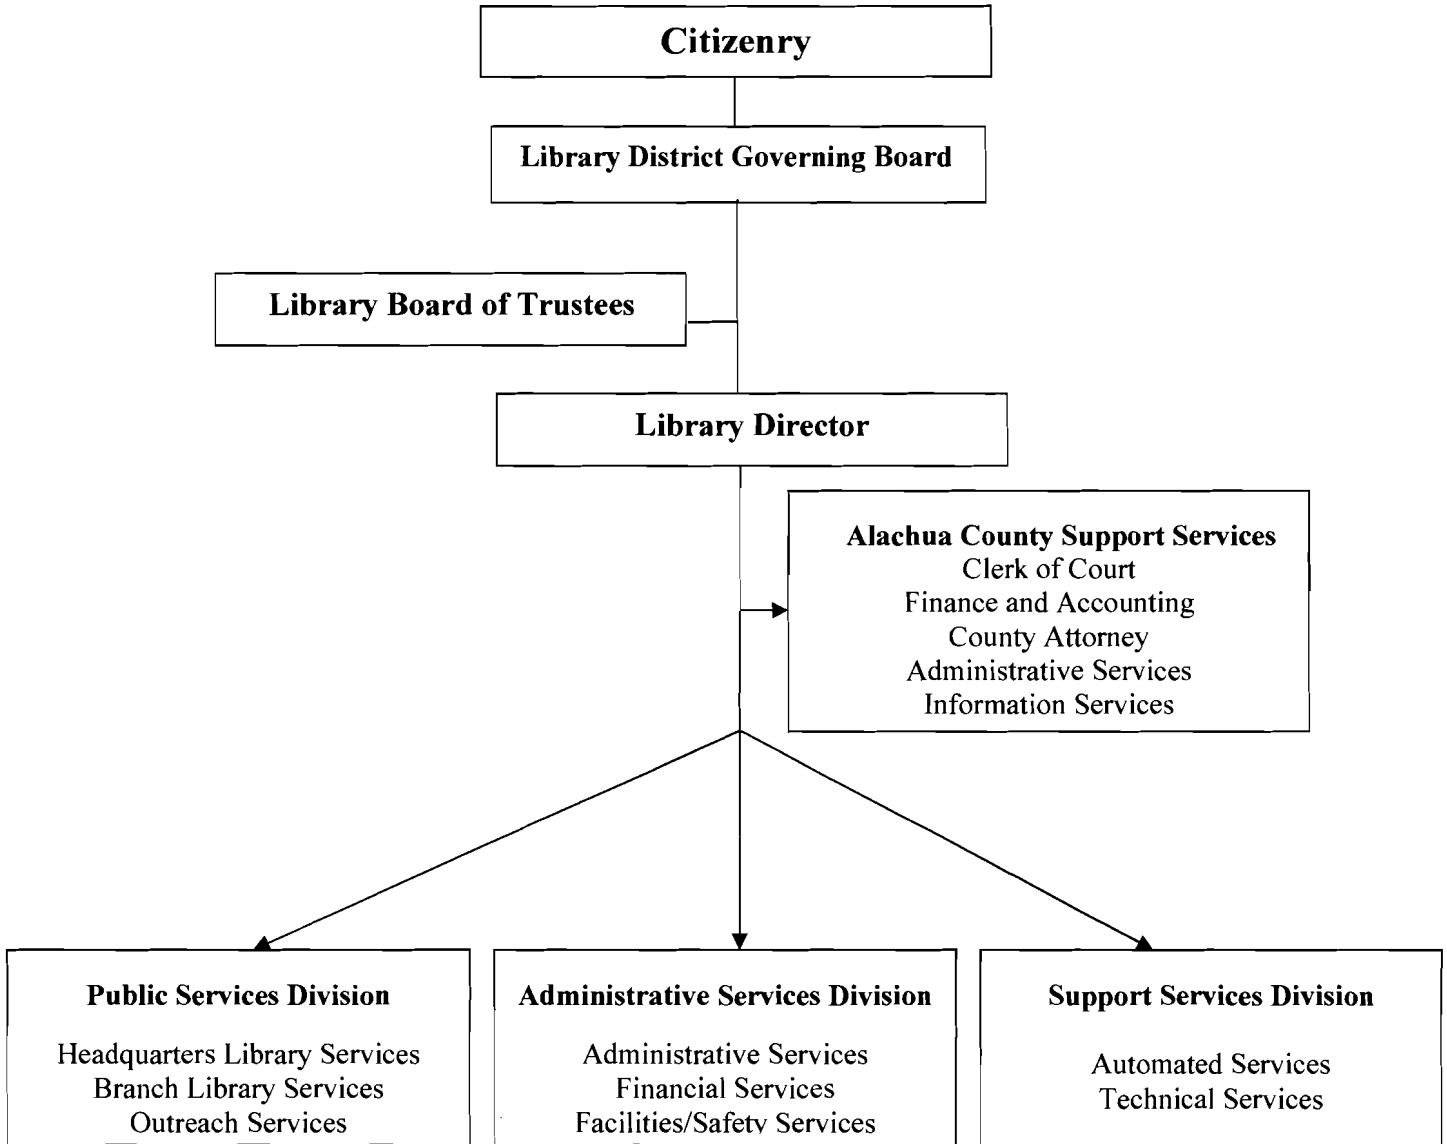 Citizenry
Library District Governing Board
Library Board of Trustees
Library Director
Alachua County Support Services
Clerk of Court
Finance and Accounting
County Attorney
Administrative Services
Information Services
Public Services Division
Headquarters Library Services
Branch Library Services
Outreach Services
Administrative Services Division
Administrative Services
Financial Services
Facilities/Safety Services
Support Services Division
Automated Services
Technical Services